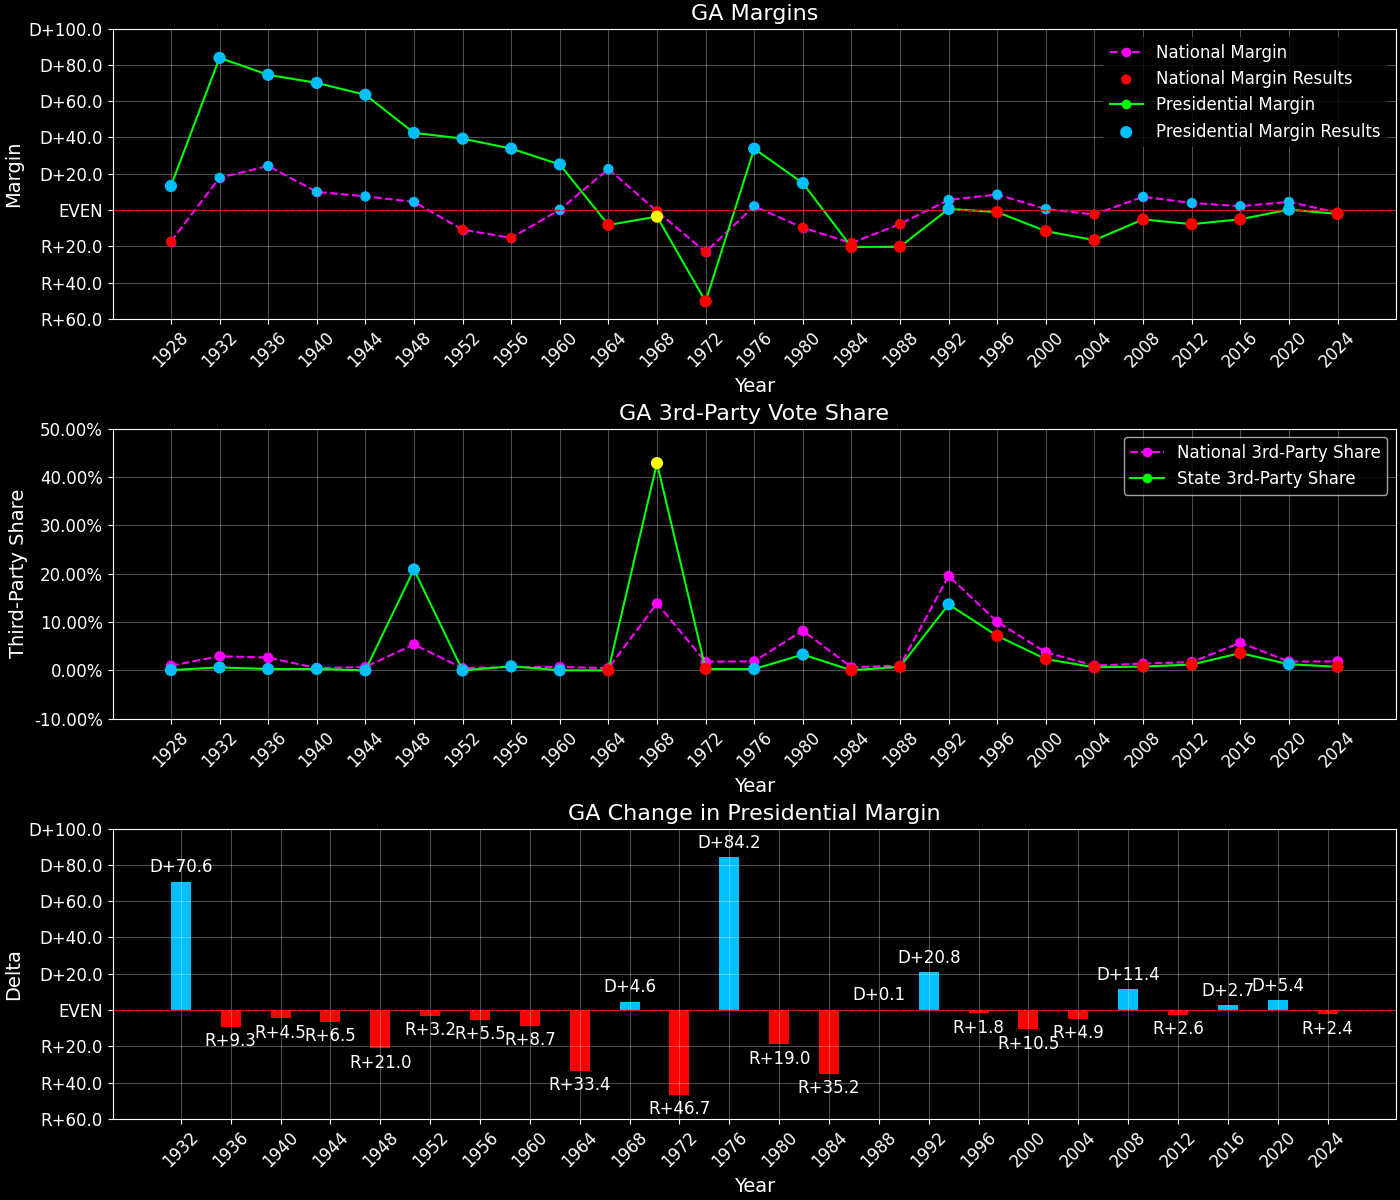 GA Margins
D+100.0
D+80.0
D+60.0
D+40.0
D+20.0
EVEN
R+20.0
R+40.0
R+60.0
Margin
National Margin
National Margin Results
Presidential Margin
Presidential Margin Results
1928 1932 1936 1940 1944 1948 1952 1956 1960 1964 1968 1972 1976 1980 1984 1988 1992 1996 2000 2004 2008 2012 2016 2020 2024
Year
GA 3rd-Party Vote Share
50.00%
40.00%
30.00%
20.00%
10.00%
0.00%
-10.00%
Third-Party Share
National 3rd-Party Share
State 3rd-Party Share
1928 1932 1936 1940 1944 1948 1952 1956 1960 1964 1968 1972 1976 1980 1984 1988 1992 1996 2000 2004 2008 2012 2016 2020 2024
Year
GA Change in Presidential Margin
D+100.0
D+80.0
D+60.0
D+40.0
D+20.0
EVEN
R+20.0
R+40.0
R+60.0
Delta
D+70.6
R+9.3
R+4.5
R+6.5
R+21.0
R+3.2
R+5.5
R+8.7
R+33.4
D+4.6
R+46.7
D+84.2
R+19.0
R+35.2
D+0.1
D+20.8
R+1.8
R+10.5
R+4.9
D+11.4
R+2.6
D+2.7
D+5.4
R+2.4
1932 1936 1940 1944 1948 1952 1956 1960 1964 1968 1972 1976 1980 1984 1988 1992 1996 2000 2004 2008 2012 2016 2020 2024
Year